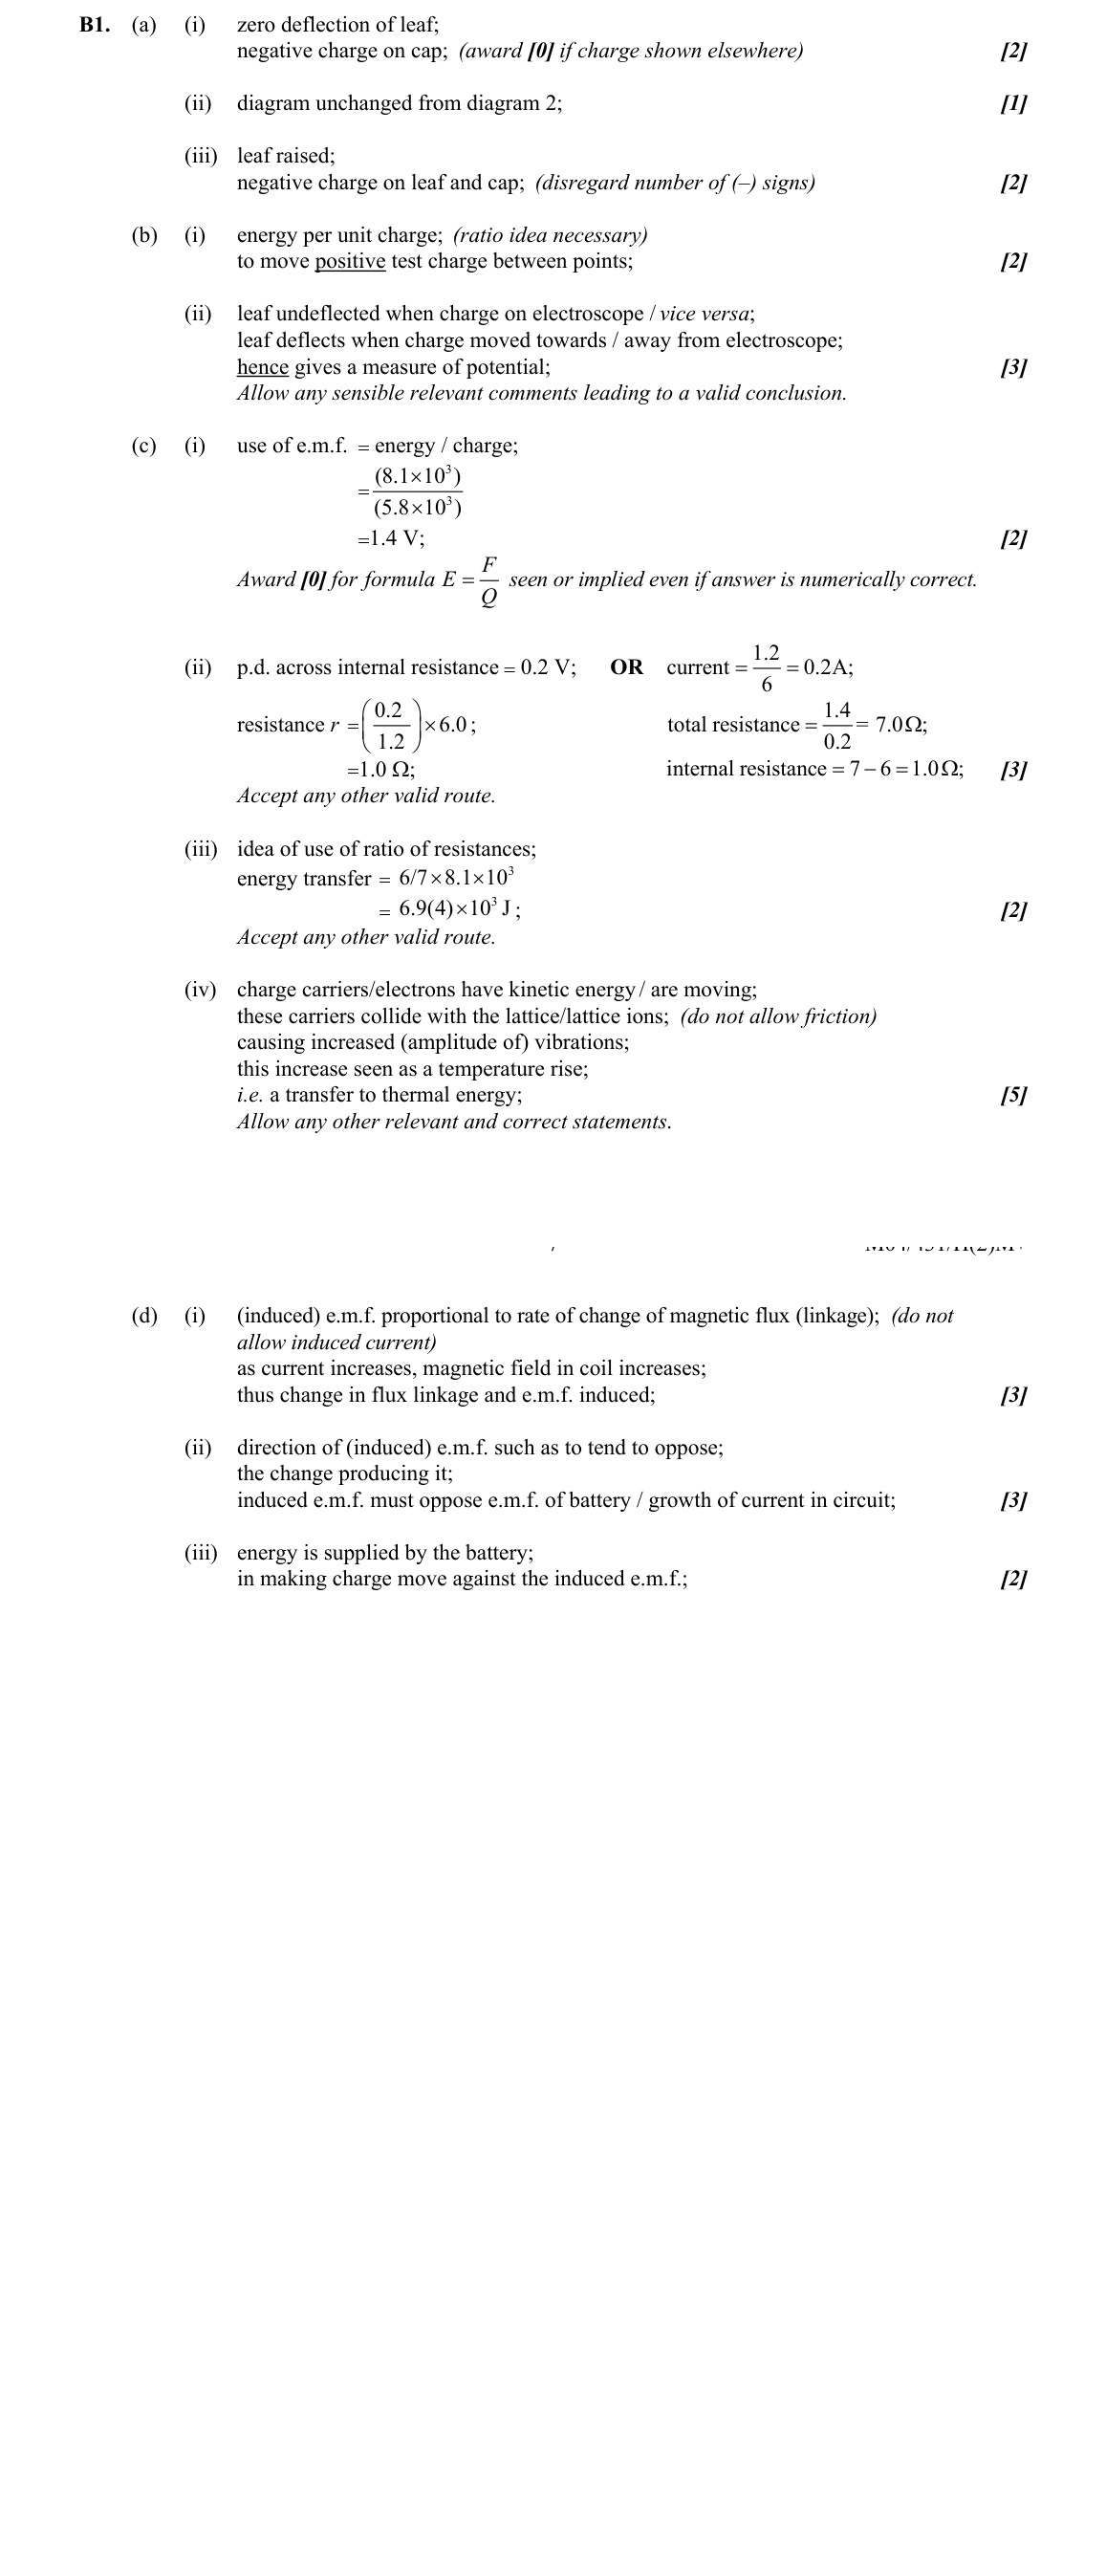 B1. (a) (i) zero deflection of leaf;
negative charge on cap; (award [0] if charge shown elsewhere) [2]
(ii) diagram unchanged from diagram 2; [1]
(iii) leaf raised;
negative charge on leaf and cap; (disregard number of (–) signs) [2]
(b) (i) energy per unit charge; (ratio idea necessary)
to move positive test charge between points; [2]
(ii) leaf undeflected when charge on electroscope / vice versa;
leaf deflects when charge moved towards / away from electroscope;
hence gives a measure of potential; [3]
Allow any sensible relevant comments leading to a valid conclusion.
(c) (i) use of e.m.f. = energy / charge;
= (8.1×10³) / (5.8×10³)
=1.4 V; [2]
Award [0] for formula E = F/Q seen or implied even if answer is numerically correct.
(ii) p.d. across internal resistance = 0.2 V; OR current = 1.2/6 = 0.2A;
resistance r = (0.2/1.2) × 6.0; total resistance = 1.4/0.2 = 7.0Ω;
=1.0 Ω; internal resistance = 7 – 6 = 1.0Ω; [3]
Accept any other valid route.
(iii) idea of use of ratio of resistances;
energy transfer = 6/7×8.1×10³
= 6.9(4)×10³ J; [2]
Accept any other valid route.
(iv) charge carriers/electrons have kinetic energy / are moving;
these carriers collide with the lattice/lattice ions; (do not allow friction)
causing increased (amplitude of) vibrations;
this increase seen as a temperature rise;
i.e. a transfer to thermal energy; [5]
Allow any other relevant and correct statements.
(d) (i) (induced) e.m.f. proportional to rate of change of magnetic flux (linkage); (do not
allow induced current)
as current increases, magnetic field in coil increases;
thus change in flux linkage and e.m.f. induced; [3]
(ii) direction of (induced) e.m.f. such as to tend to oppose;
the change producing it;
induced e.m.f. must oppose e.m.f. of battery / growth of current in circuit; [3]
(iii) energy is supplied by the battery;
in making charge move against the induced e.m.f.; [2]